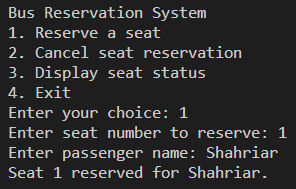 Bus Reservation System
1. Reserve a seat
2. Cancel seat reservation
3. Display seat status
4. Exit
Enter your choice: 1
Enter seat number to reserve: 1
Enter passenger name: Shahriar
Seat 1 reserved for Shahriar.